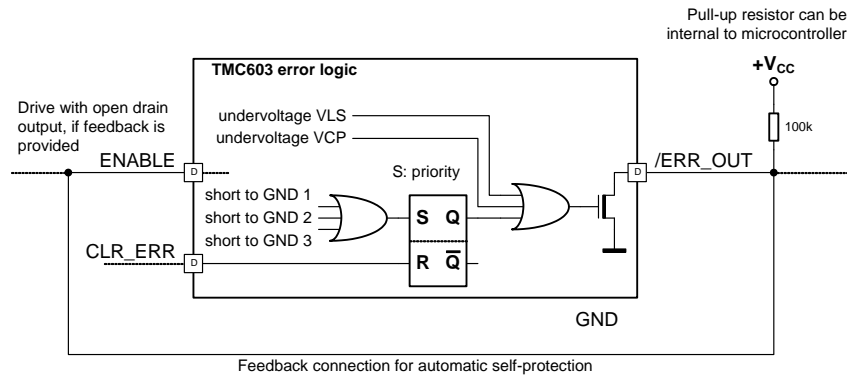 Pull-up resistor can be
internal to microcontroller
+VCC
100k
TMC603 error logic
Drive with open drain
output, if feedback is
provided
undervoltage VLS
undervoltage VCP
ENABLE
D
S: priority
D
/ERR_OUT
short to GND 1
short to GND 2
short to GND 3
S Q
R Q̅
CLR_ERR
D
GND
Feedback connection for automatic self-protection